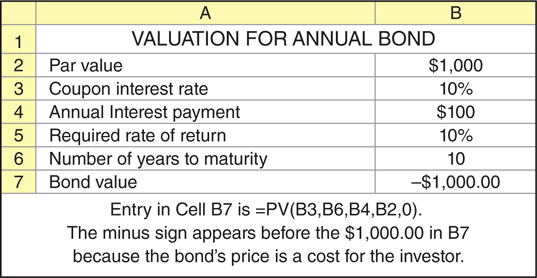 A B
1 VALUATION FOR ANNUAL BOND
2 Par value $1,000
3 Coupon interest rate 10%
4 Annual Interest payment $100
5 Required rate of return 10%
6 Number of years to maturity 10
7 Bond value –$1,000.00
Entry in Cell B7 is =PV(B3,B6,B4,B2,0).
The minus sign appears before the $1,000.00 in B7
because the bond's price is a cost for the investor.